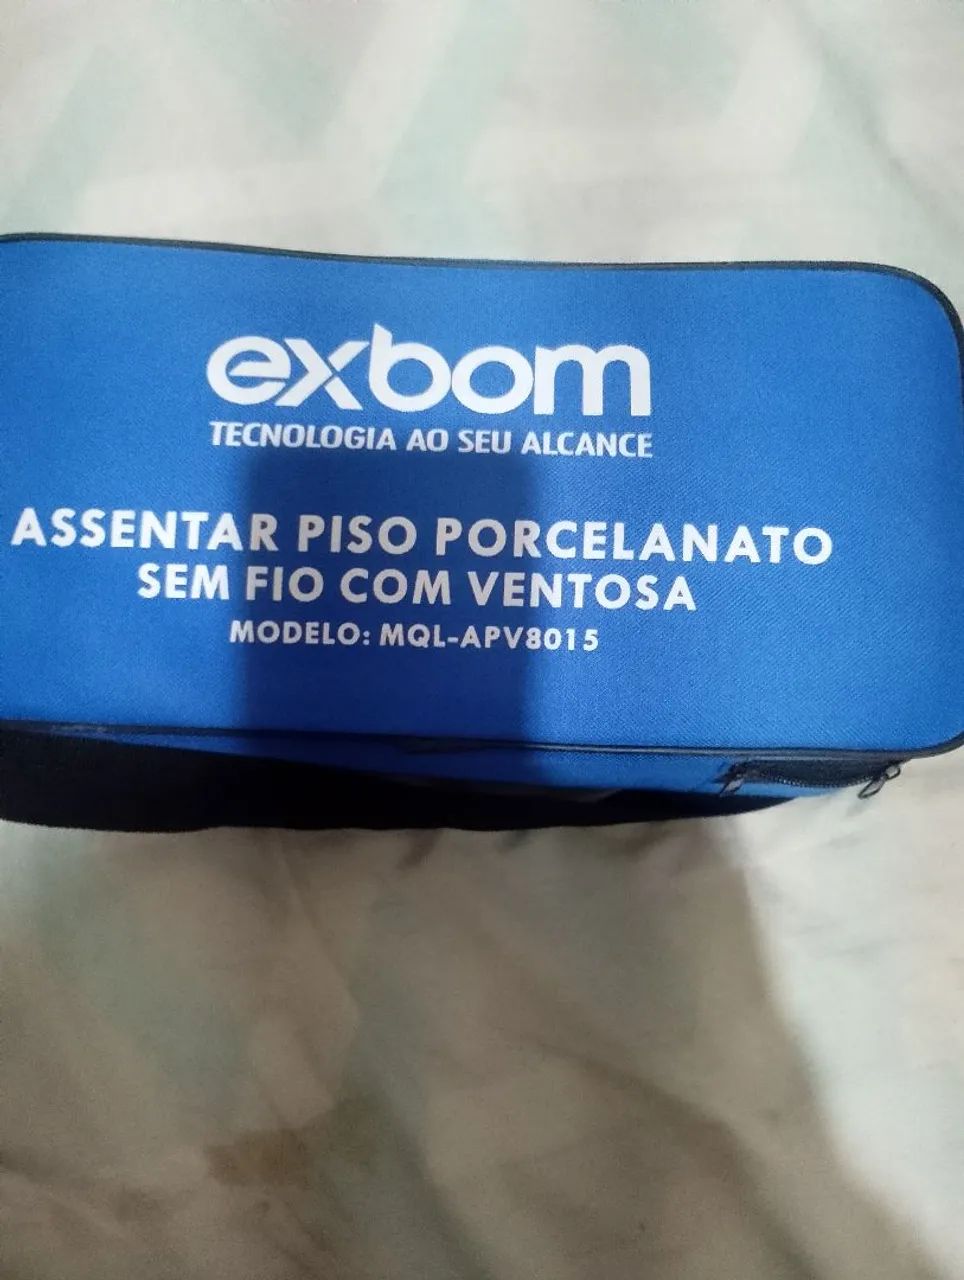 exbom
TECNOLOGIA AO SEU ALCANCE
ASSENTAR PISO PORCELANATO
SEM FIO COM VENTOSA
MODELO: MQL-APV8015